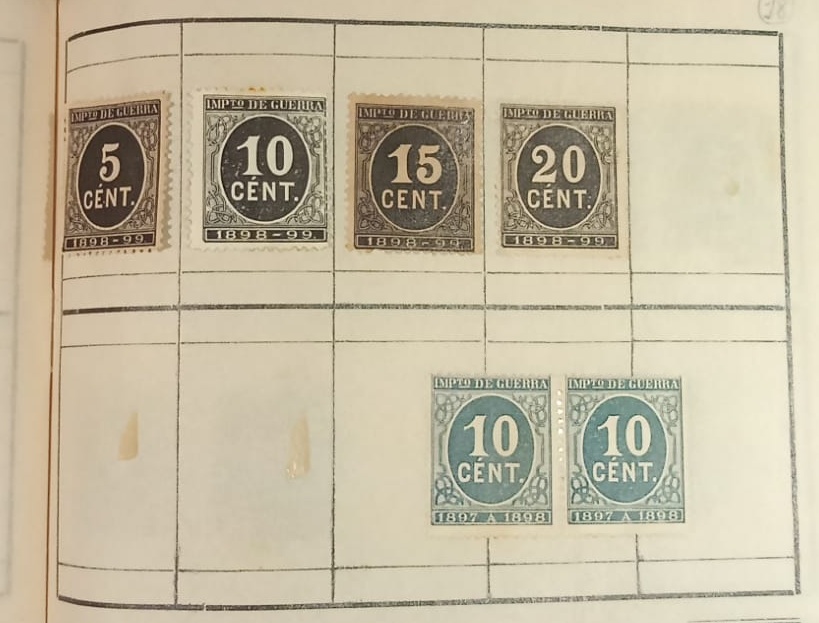 28
IMPTO DE GUERRA
5
CÉNT.
1898-99
IMPTO DE GUERRA
10
CÉNT.
1898-99
IMPTO DE GUERRA
15
CENT.
1898-99
IMPTO DE GUERRA
20
CÉNT.
1898-99
IMPTO DE GUERRA
10
CÉNT.
1897 A 1898
IMPTO DE GUERRA
10
CÉNT.
1897 A 1898